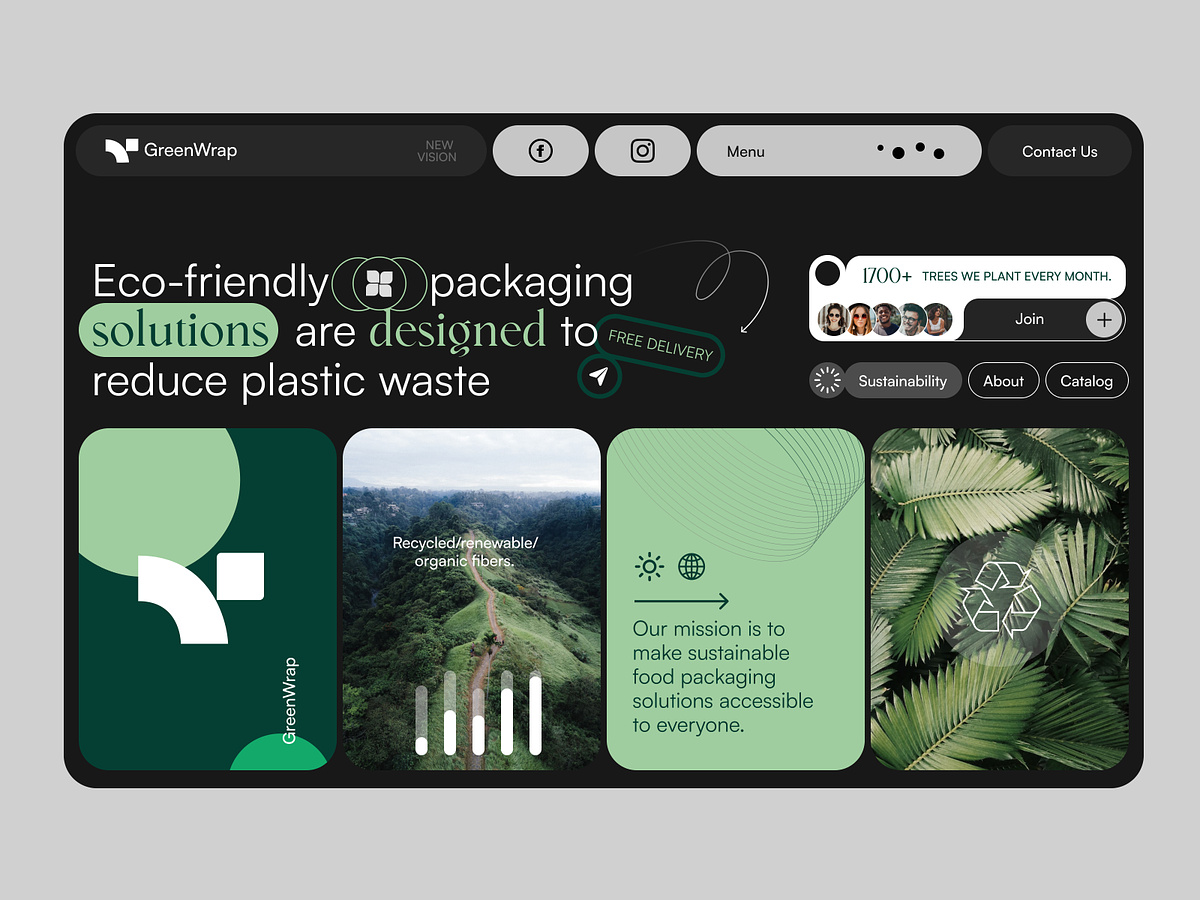 GreenWrap
NEW
VISION
Menu
Contact Us
Eco-friendly packaging
solutions are designed to
reduce plastic waste
FREE DELIVERY
1700+ TREES WE PLANT EVERY MONTH.
Join
Sustainability
About
Catalog
GreenWrap
Recycled/renewable/
organic fibers.
Our mission is to
make sustainable
food packaging
solutions accessible
to everyone.